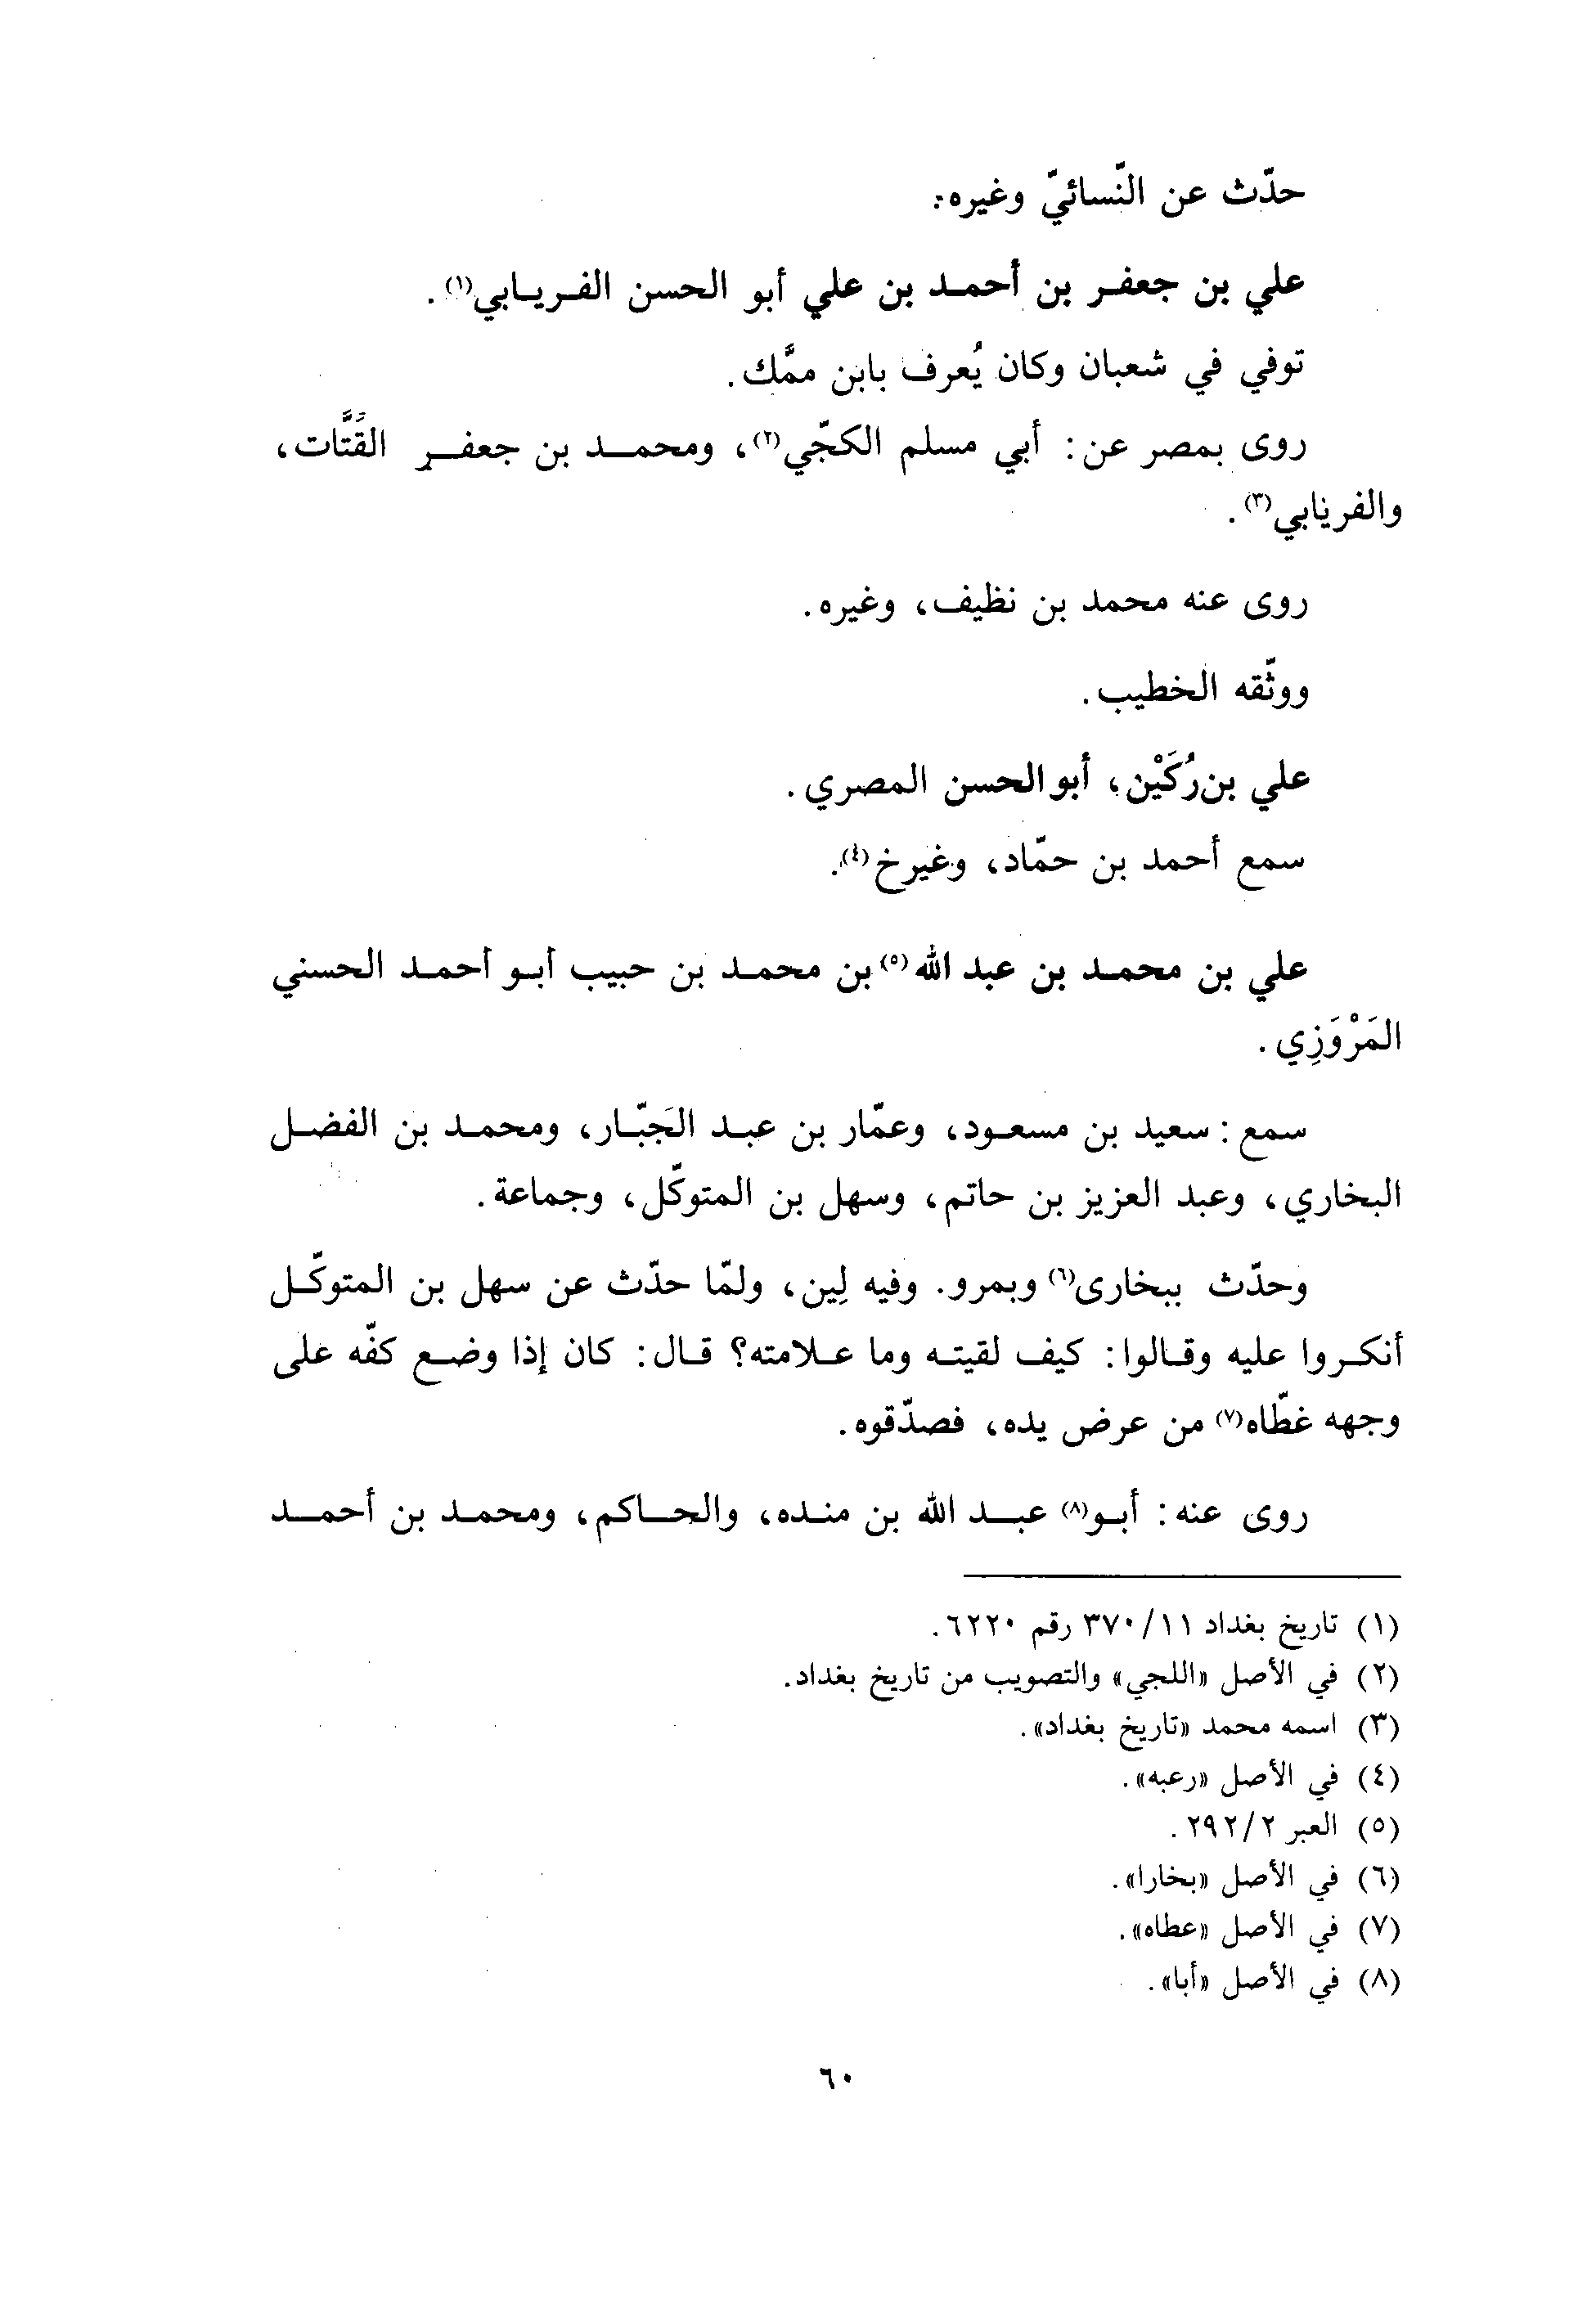 حدّث عن النّسائيّ وغيره.
علي بن جعفر بن أحمد بن علي أبو الحسن الفريابي(١).
توفي في شعبان وكان يُعرف بابن ممَّك.
روى بمصر عن: أبي مسلم الكجّي(٢)، ومحمد بن جعفر القَُتَّات،
والفريابي(٣).
روى عنه محمد بن نظيف، وغيره.
ووثّقه الخطيب.
علي بن رُكَيْن، أبو الحسن المصري.
سمع أحمد بن حمّاد، وغيرخ(٤).
علي بن محمد بن عبد الله(٥) بن محمد بن حبيب أبو أحمد الحسني
المَرْوَزِي.
سمع: سعيد بن مسعود، وعمّار بن عبد الجَبّار، ومحمد بن الفضل
البخاري، وعبد العزيز بن حاتم، وسهل بن المتوكّل، وجماعة.
وحدّث ببخارى(٦) وبمرو. وفيه لِين، ولمّا حدّث عن سهل بن المتوكّل
أنكروا عليه وقالوا: كيف لقيته وما علامته؟ قال: كان إذا وضع كفّه على
وجهه غطّاه(٧) من عرض يده، فصدّقوه.
روى عنه: أبو(٨) عبد الله بن منده، والحاكم، ومحمد بن أحمد
(١) تاريخ بغداد ٣٧٠/١١ رقم ٦٢٢٠.
(٢) في الأصل «اللجي» والتصويب من تاريخ بغداد.
(٣) اسمه محمد «تاريخ بغداد».
(٤) في الأصل «رعبه».
(٥) العبر ٢٩٢/٢.
(٦) في الأصل «بخارا».
(٧) في الأصل «عطاه».
(٨) في الأصل «أبا».
٦٠